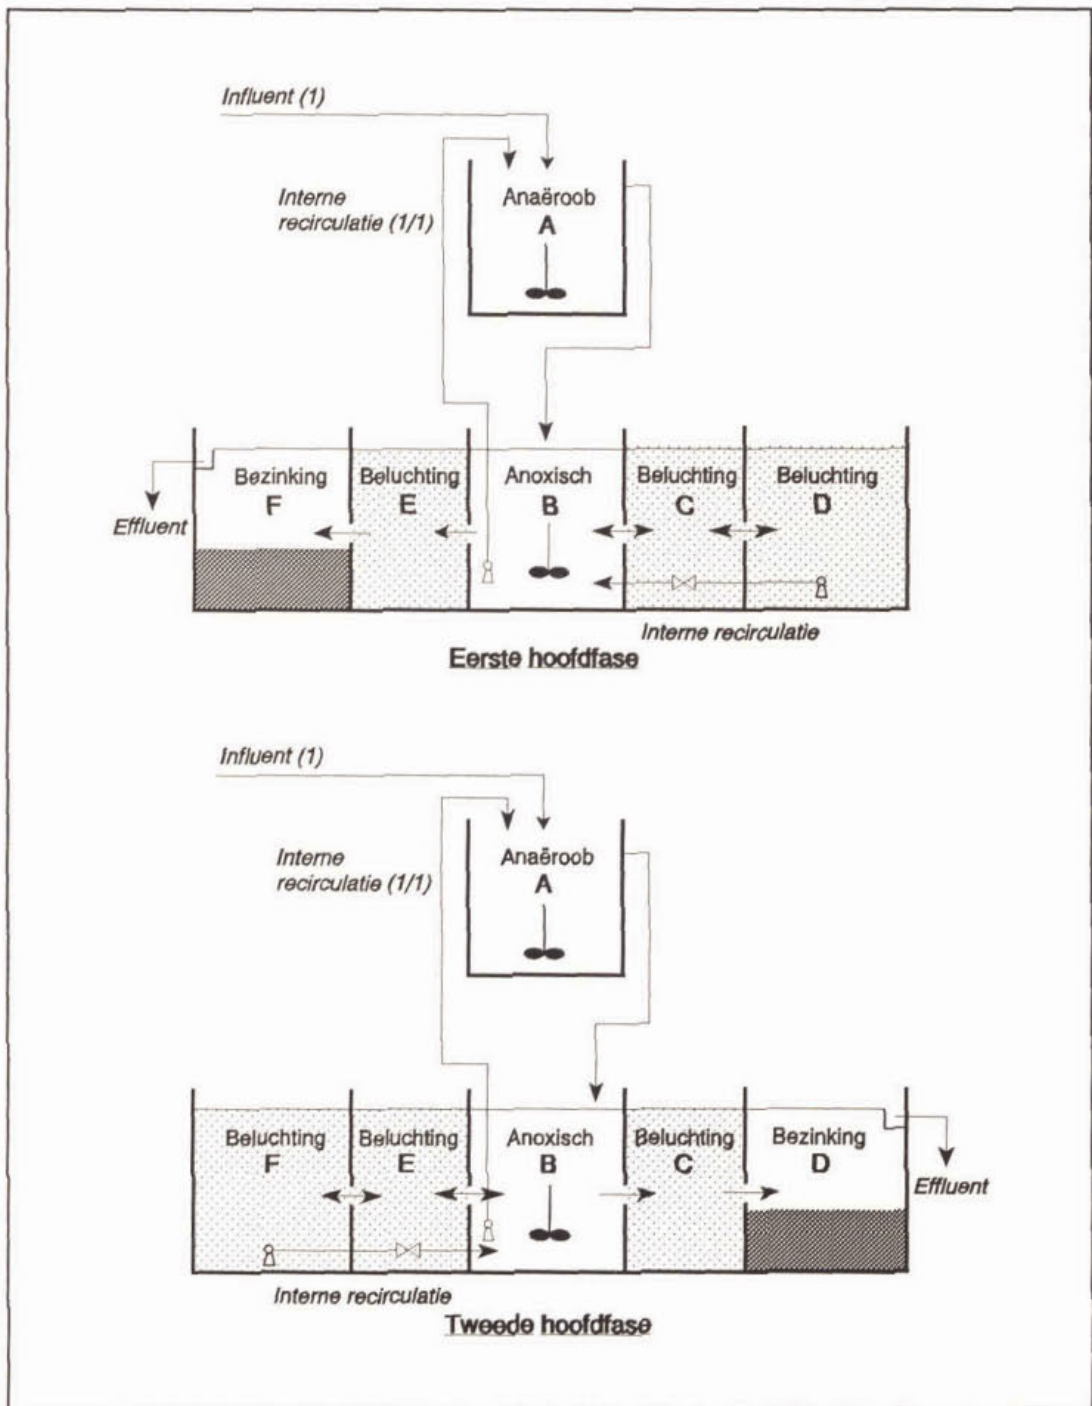 Influent (1)
Interne
recirculatie (1/1)
Anaëroob
A
Bezinking
F
Beluchting
E
Anoxisch
B
Beluchting
C
Beluchting
D
Effluent
Interne recirculatie
Eerste hoofdfase
Influent (1)
Interne
recirculatie (1/1)
Anaëroob
A
Beluchting
F
Beluchting
E
Anoxisch
B
Beluchting
C
Bezinking
D
Effluent
Interne recirculatie
Tweede hoofdfase